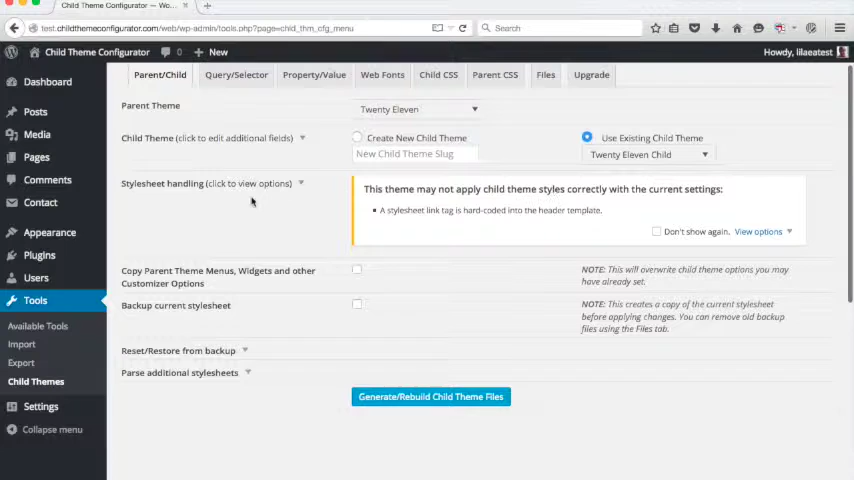 Child Theme Configurator — Wo...
test.childthemeconfigurator.com/web/wp-admin/tools.php?page=chld_thm_cfg_menu
Search
Child Theme Configurator
0
+ New
Howdy, lilaeatest
Dashboard
Posts
Media
Pages
Comments
Contact
Appearance
Plugins
Users
Tools
Available Tools
Import
Export
Child Themes
Settings
Collapse menu
Parent/Child
Query/Selector
Property/Value
Web Fonts
Child CSS
Parent CSS
Files
Upgrade
Parent Theme
Twenty Eleven
Child Theme (click to edit additional fields)
Create New Child Theme
New Child Theme Slug
Use Existing Child Theme
Twenty Eleven Child
Stylesheet handling (click to view options)
This theme may not apply child theme styles correctly with the current settings:
A stylesheet link tag is hard-coded into the header template.
Don't show again.
View options
Copy Parent Theme Menus, Widgets and other
Customizer Options
NOTE: This will overwrite child theme options you may
have already set.
Backup current stylesheet
NOTE: This creates a copy of the current stylesheet
before applying changes. You can remove old backup
files using the Files tab.
Reset/Restore from backup
Parse additional stylesheets
Generate/Rebuild Child Theme Files